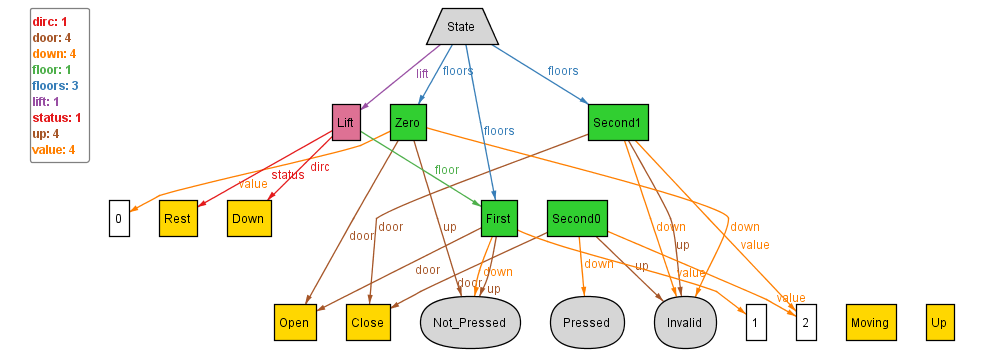 State
dirc: 1
door: 4
down: 4
floor: 1
floors: 3
lift: 1
status: 1
up: 4
value: 4
lift
floors
floors
floors
Lift
Zero
Second1
floor
dirc
status
value
0
Rest
Down
First
Second0
door
door
up
down
up
down
value
door
door
down
up
down
up
value
value
Open
Close
Not_Pressed
Pressed
Invalid
1
2
Moving
Up